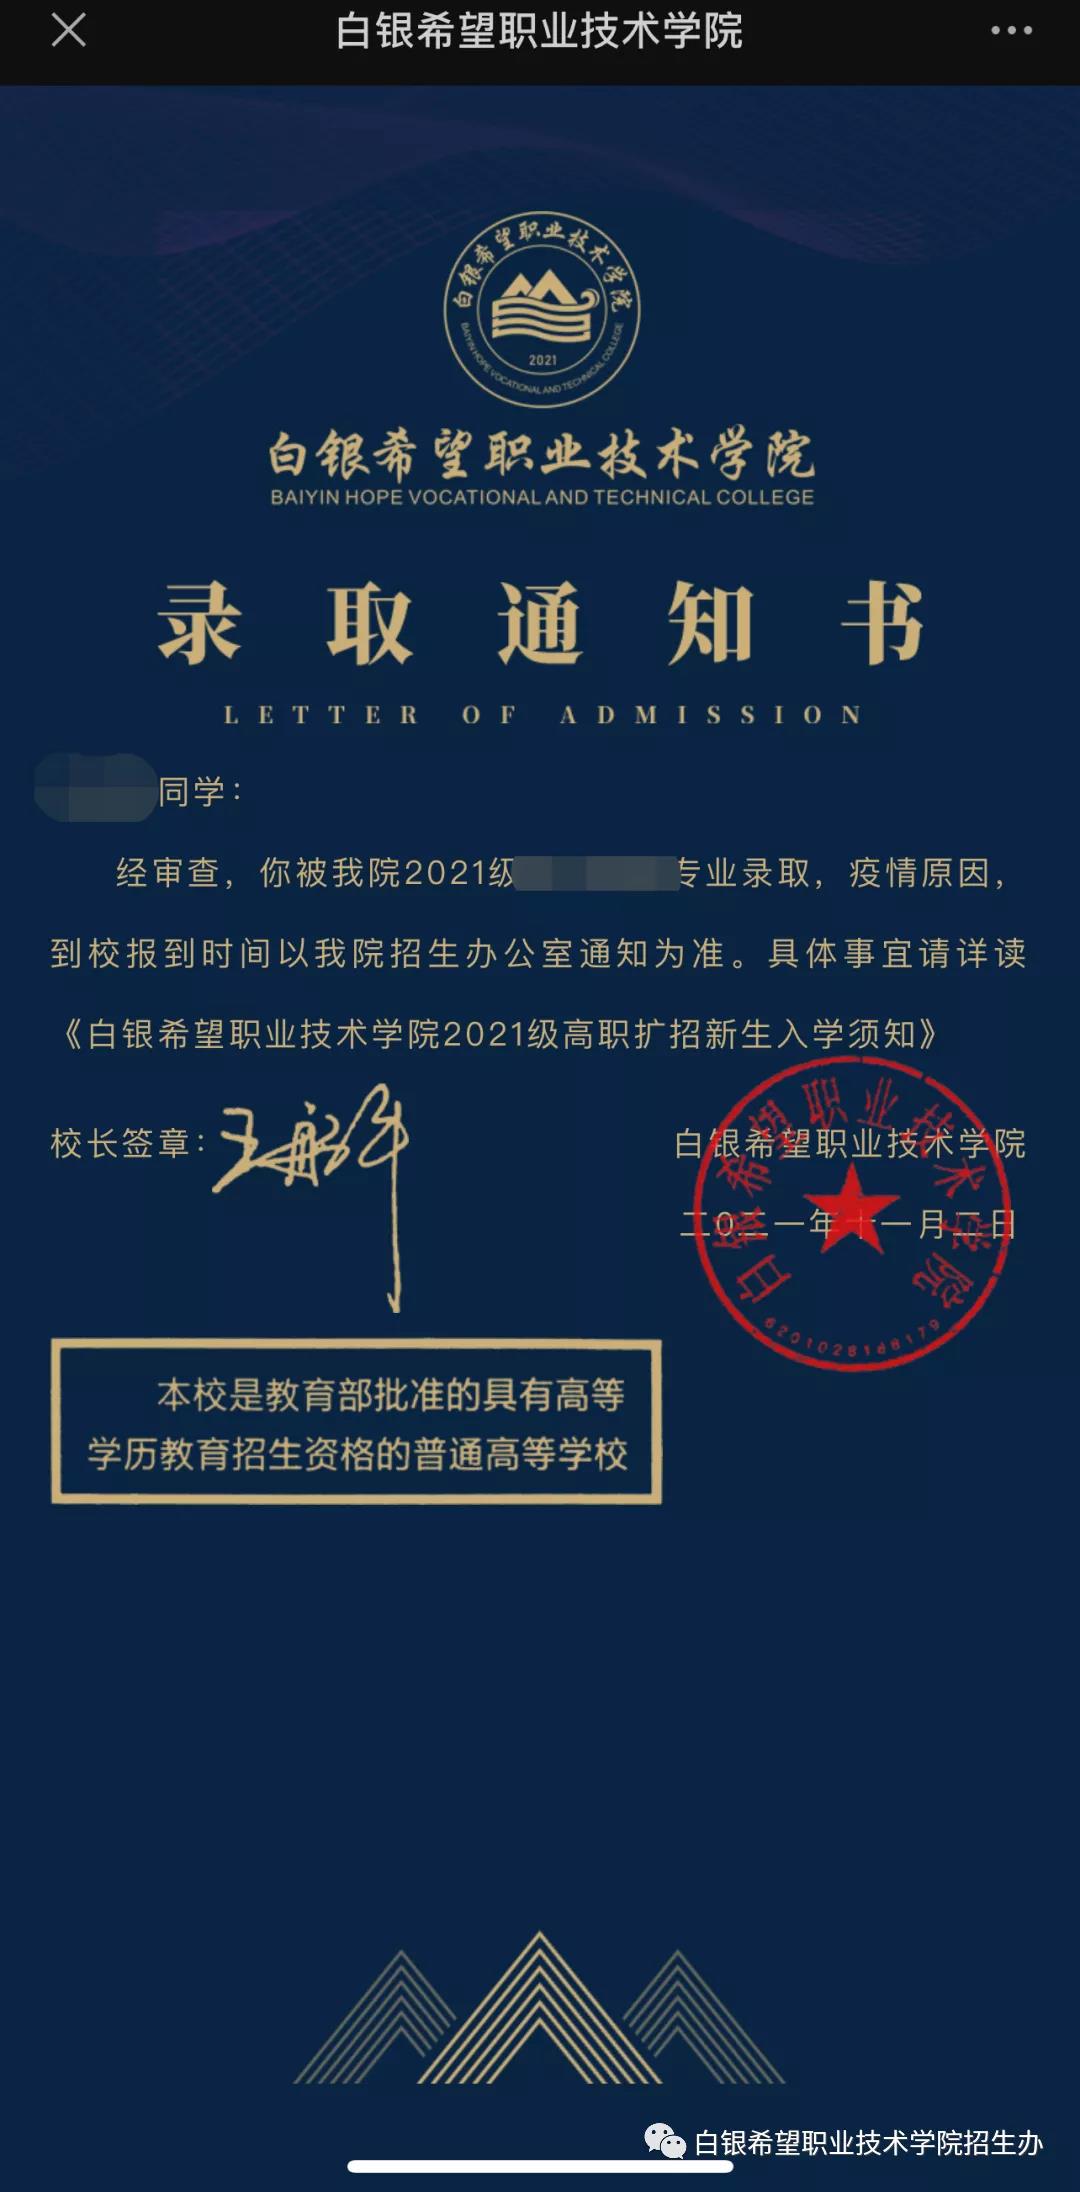 白银希望职业技术学院
白银希望职业技术学院
BAIYIN HOPE VOCATIONAL AND TECHNICAL COLLEGE
2021
白银希望职业技术学院
BAIYIN HOPE VOCATIONAL AND TECHNICAL COLLEGE
录取通知书
LETTER OF ADMISSION
同学：
经审查，你被我院2021级专业录取，疫情原因，
到校报到时间以我院招生办公室通知为准。具体事宜请详读
《白银希望职业技术学院2021级高职扩招新生入学须知》
校长签章：
白银希望职业技术学院
二〇二一年十一月二日
白银希望职业技术学院
本校是教育部批准的具有高等
学历教育招生资格的普通高等学校
白银希望职业技术学院招生办